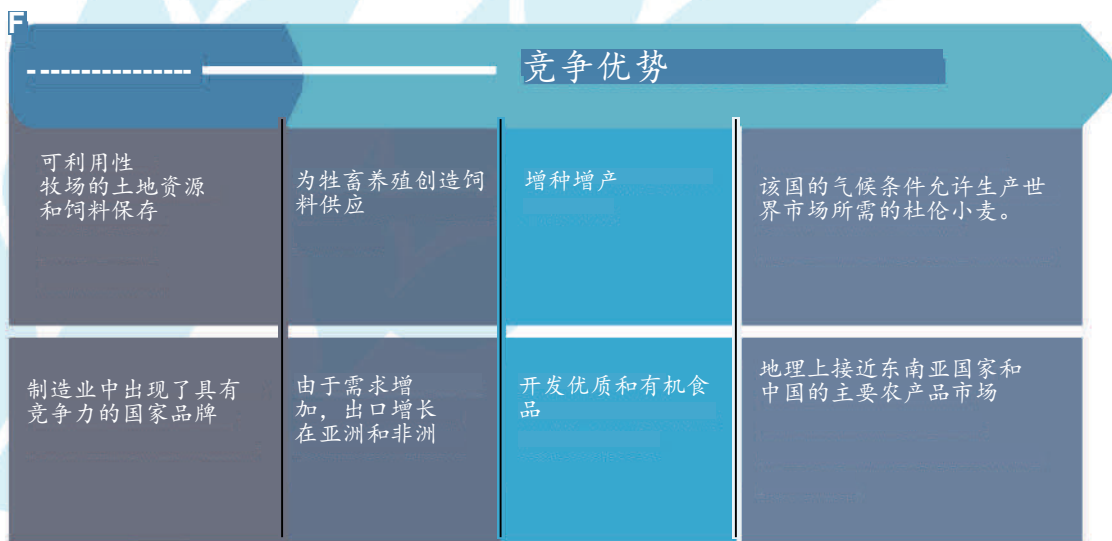 F
竞争优势
可利用性
牧场的土地资源
和饲料保存
为牲畜养殖创造饲
料供应
增种增产
该国的气候条件允许生产世
界市场所需的杜伦小麦。
制造业中出现了具有
竞争力的国家品牌
由于需求增
加，出口增长
在亚洲和非洲
开发优质和有机食
品
地理上接近东南亚国家和
中国的主要农产品市场